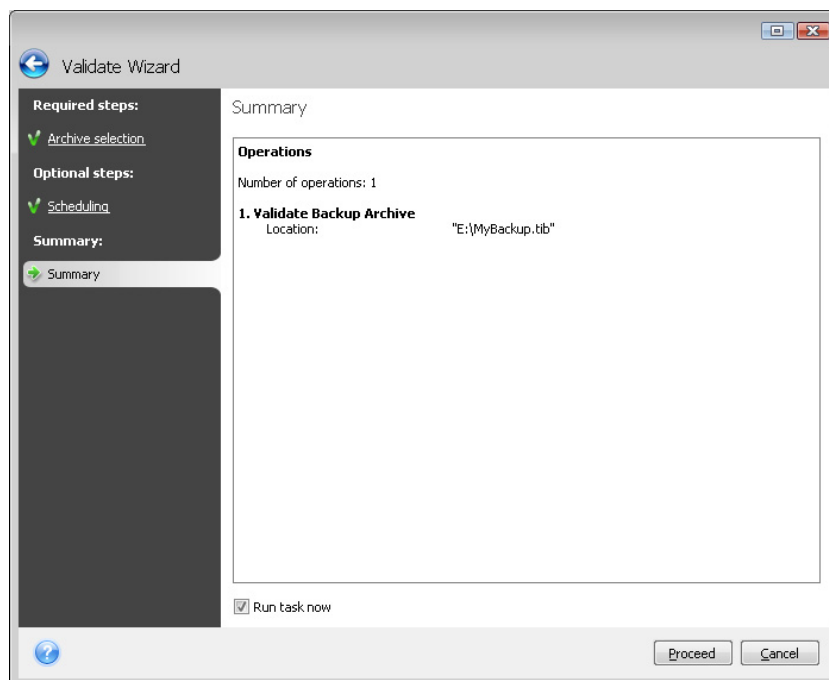 Validate Wizard
Required steps:
Archive selection
Optional steps:
Scheduling
Summary:
Summary
Summary
Operations
Number of operations: 1
1. Validate Backup Archive
Location: "E:\MyBackup.tib"
Run task now
Proceed
Cancel